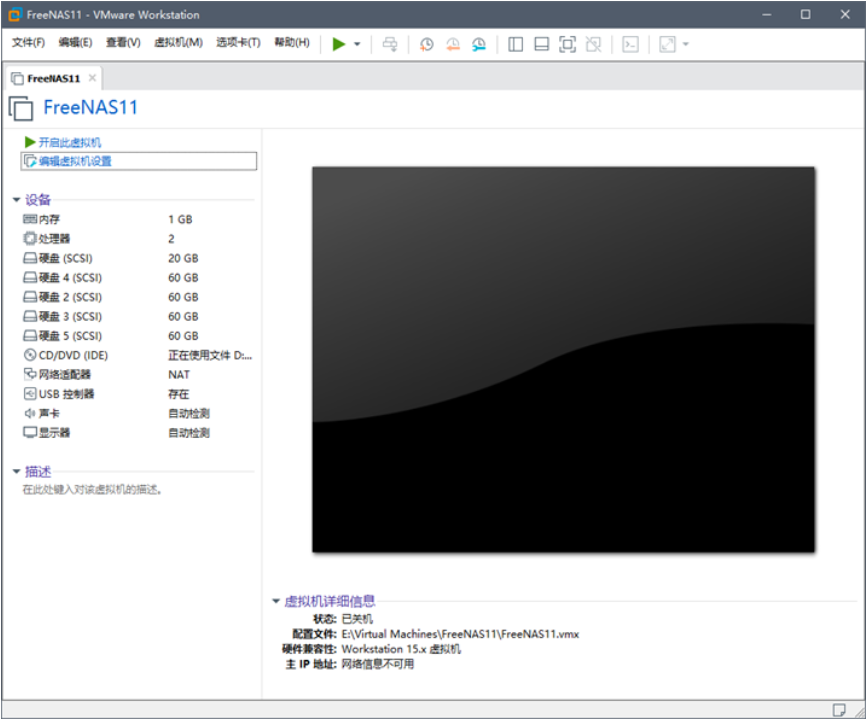 FreeNAS11 - VMware Workstation
文件(F) 编辑(E) 查看(V) 虚拟机(M) 选项卡(T) 帮助(H)
FreeNAS11
FreeNAS11
开启此虚拟机
编辑虚拟机设置
设备
内存 1 GB
处理器 2
硬盘 (SCSI) 20 GB
硬盘 4 (SCSI) 60 GB
硬盘 2 (SCSI) 60 GB
硬盘 3 (SCSI) 60 GB
硬盘 5 (SCSI) 60 GB
CD/DVD (IDE) 正在使用文件 D:...
网络适配器 NAT
USB 控制器 存在
声卡 自动检测
显示器 自动检测
描述
在此处键入对该虚拟机的描述。
虚拟机详细信息
状态: 已关机
配置文件: E:\Virtual Machines\FreeNAS11\FreeNAS11.vmx
硬件兼容性: Workstation 15.x 虚拟机
主 IP 地址: 网络信息不可用